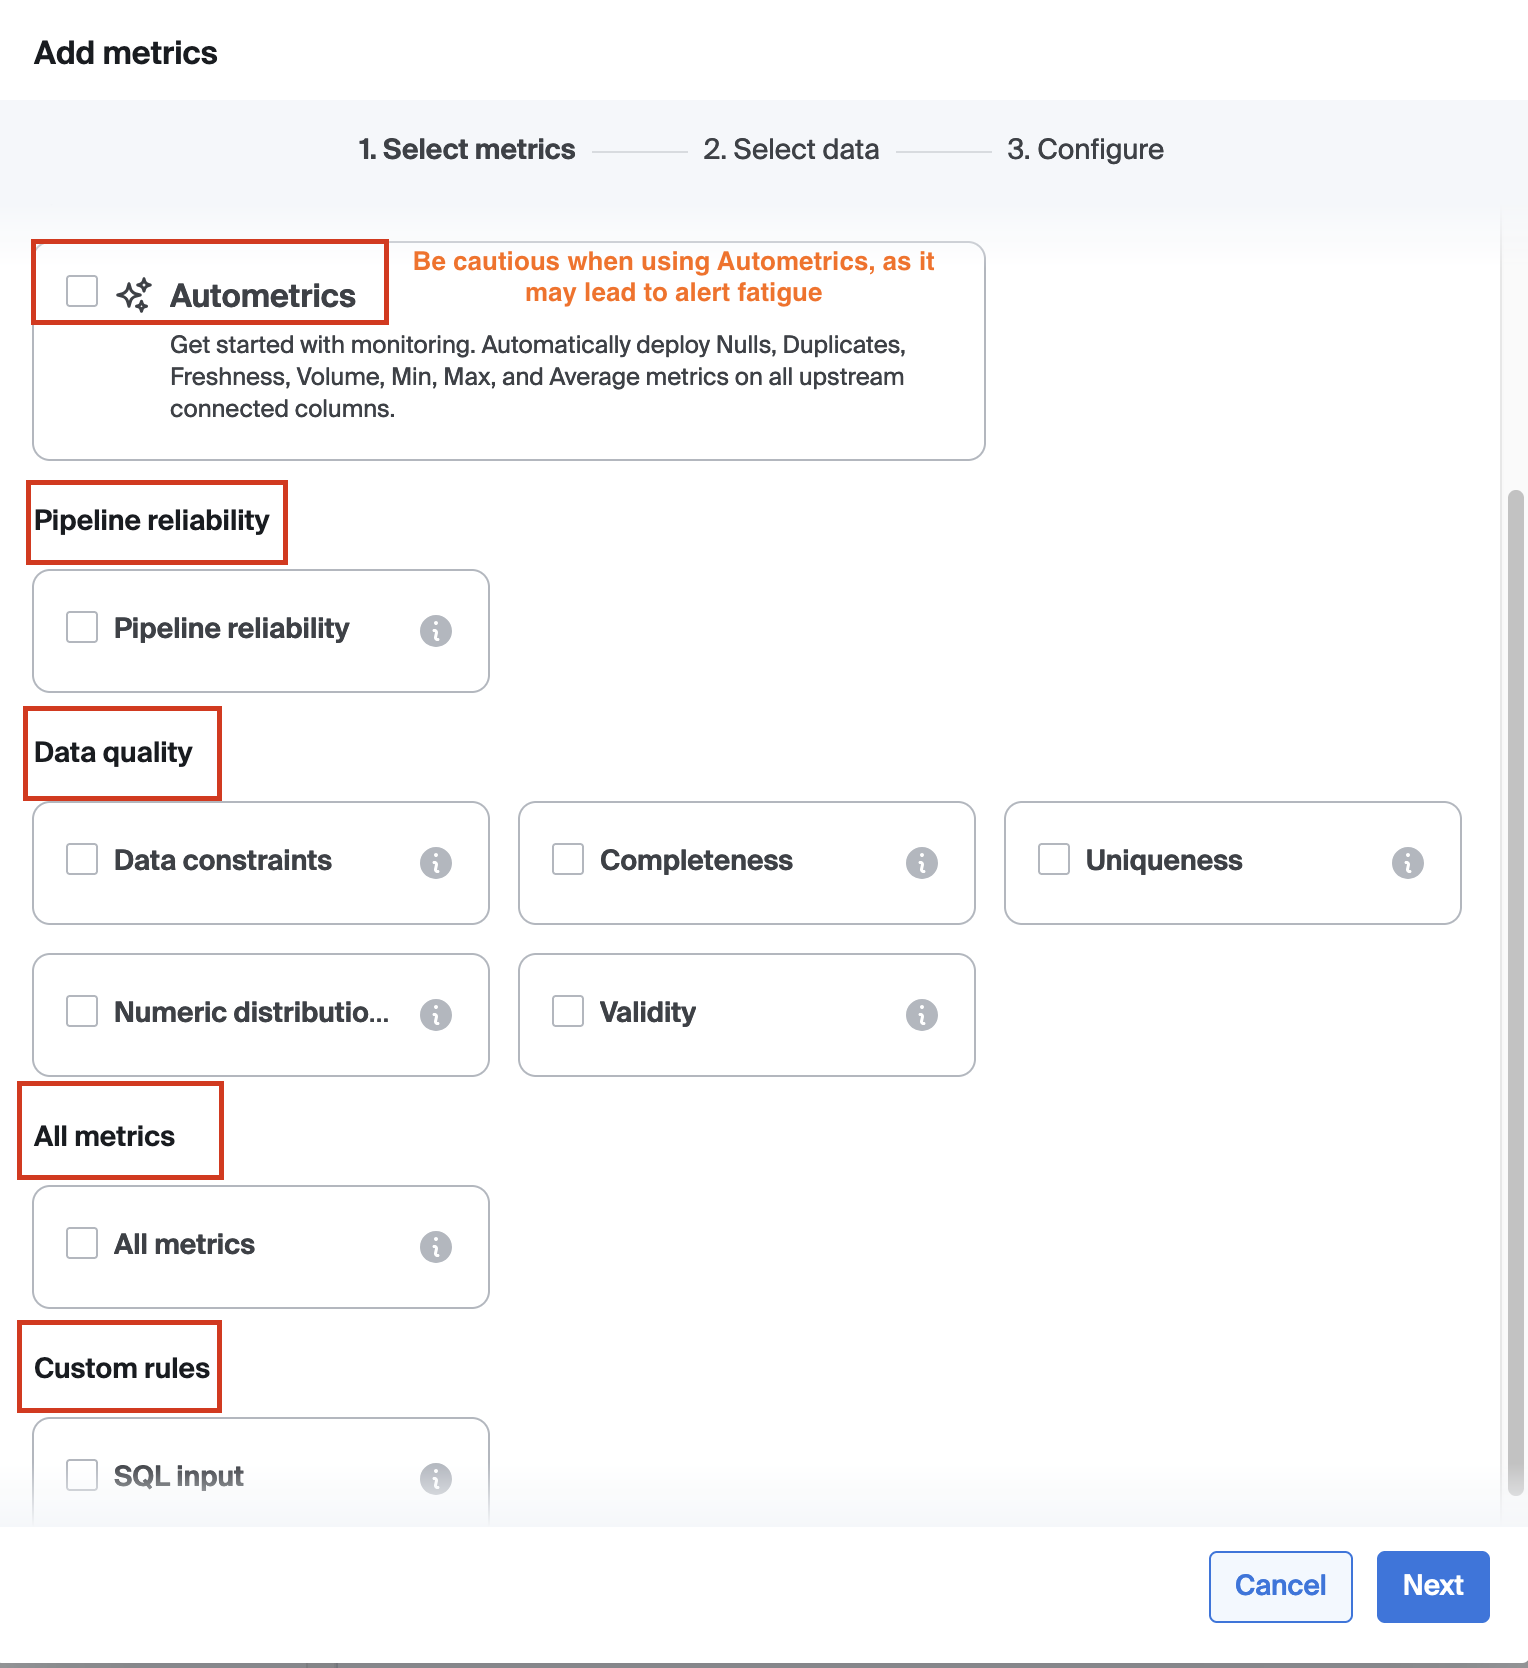 Add metrics
1. Select metrics
2. Select data
3. Configure
Autometrics
Be cautious when using Autometrics, as it
may lead to alert fatigue
Get started with monitoring. Automatically deploy Nulls, Duplicates,
Freshness, Volume, Min, Max, and Average metrics on all upstream
connected columns.
Pipeline reliability
Pipeline reliability
Data quality
Data constraints
Completeness
Uniqueness
Numeric distributio...
Validity
All metrics
All metrics
Custom rules
SQL input
Cancel
Next